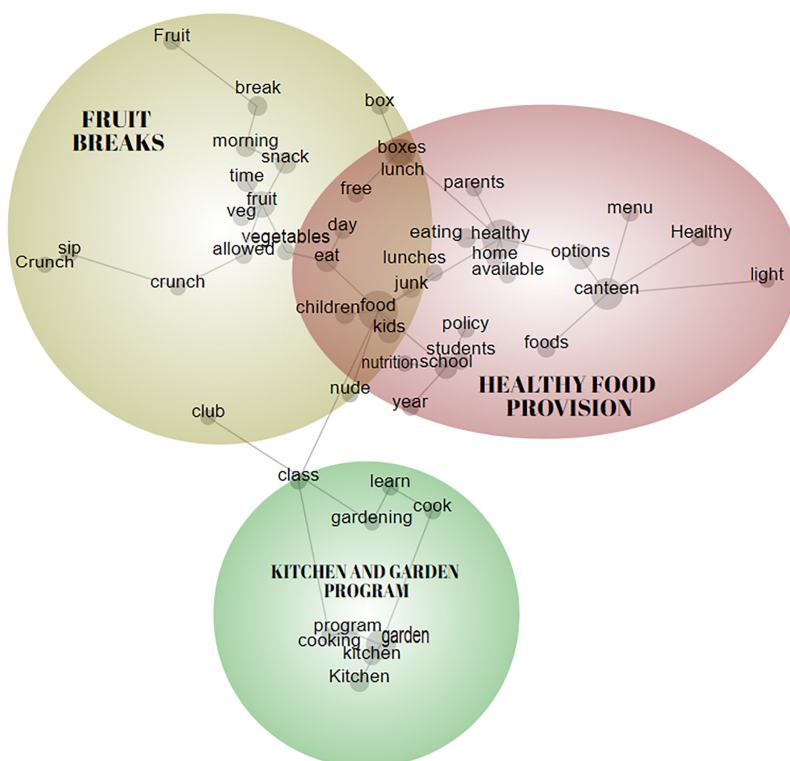 Fruit
break
FRUIT
BREAKS
box
morning
snack
boxes
lunch
time
free
parents
fruit
veg
menu
day
vegetables
eating
healthy
Healthy
allowed
sip
Crunch
eat
lunches
home
options
available
light
crunch
junk
canteen
children
food
kids
policy
foods
students
nutrition
school
nude
HEALTHY FOOD
PROVISION
year
club
class
learn
cook
gardening
KITCHEN AND GARDEN
PROGRAM
program
garden
cooking
kitchen
Kitchen